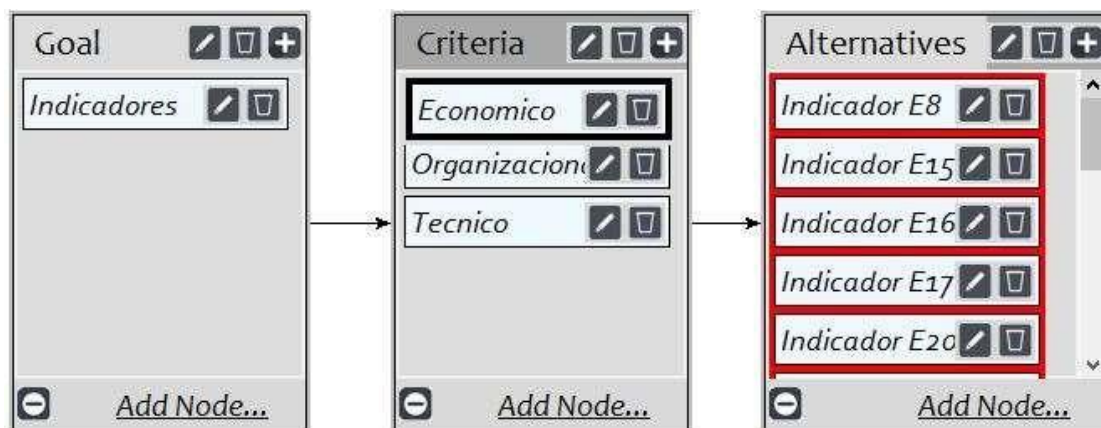 Goal
Indicadores
Add Node...
Criteria
Economico
Organizacion
Tecnico
Add Node...
Alternatives
Indicador E8
Indicador E15
Indicador E16
Indicador E17
Indicador E20
Add Node...